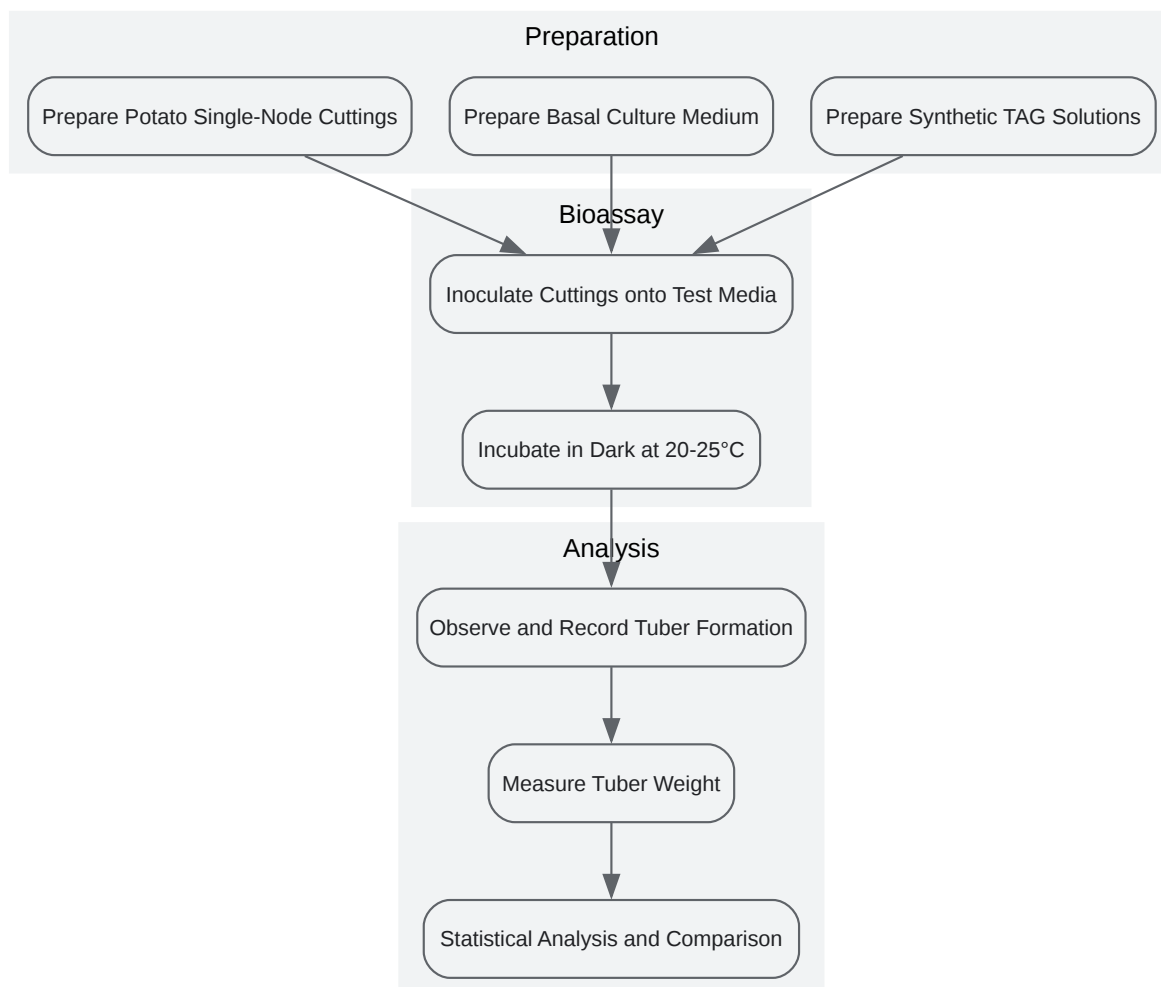 Preparation
Prepare Potato Single-Node Cuttings
Prepare Basal Culture Medium
Prepare Synthetic TAG Solutions
Bioassay
Inoculate Cuttings onto Test Media
Incubate in Dark at 20-25°C
Analysis
Observe and Record Tuber Formation
Measure Tuber Weight
Statistical Analysis and Comparison